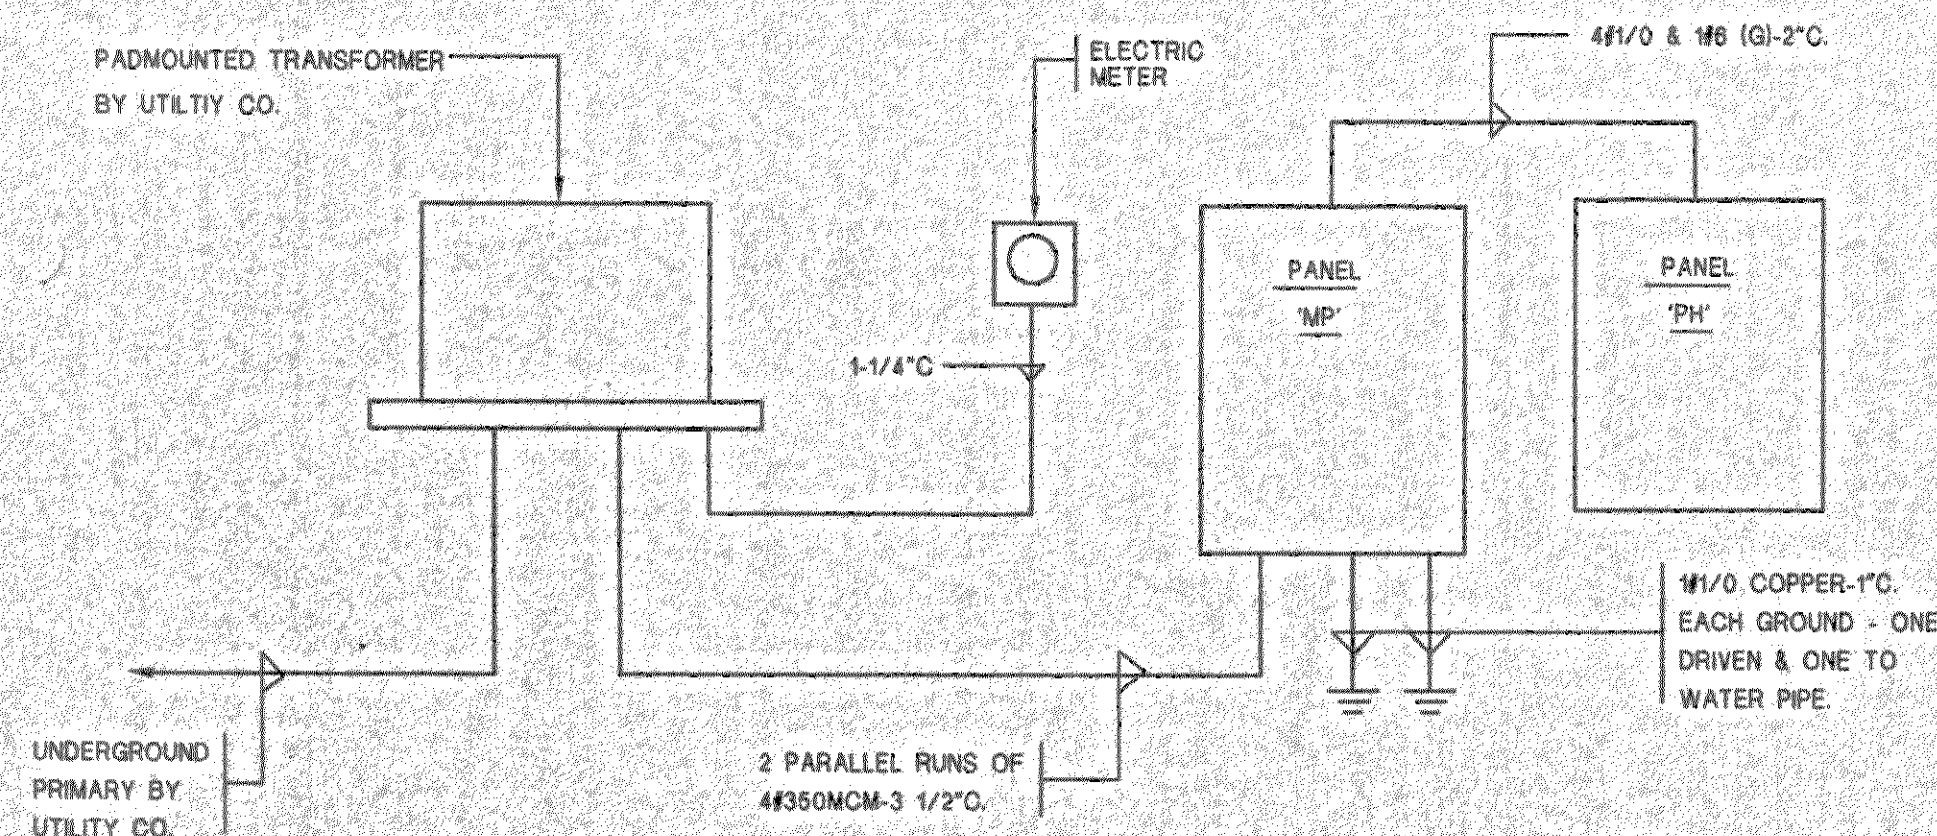 PADMOUNTED TRANSFORMER
BY UTILTIY CO.
ELECTRIC
METER
4#1/0 & 1#6 (G)-2"C.
PANEL
'MP'
PANEL
'PH'
1-1/4"C
1#1/0 COPPER-1"C.
EACH GROUND - ONE
DRIVEN & ONE TO
WATER PIPE.
UNDERGROUND
PRIMARY BY
UTILITY CO.
2 PARALLEL RUNS OF
4#350MCM-3 1/2"C.